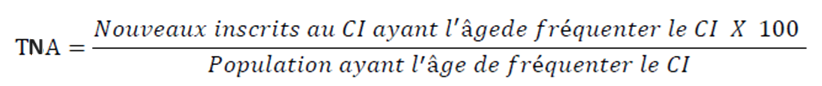 Nouveaux inscrits au CI ayant l'âgede fréquenter le CI X 100
TNA =
Population ayant l'âge de fréquenter le CI